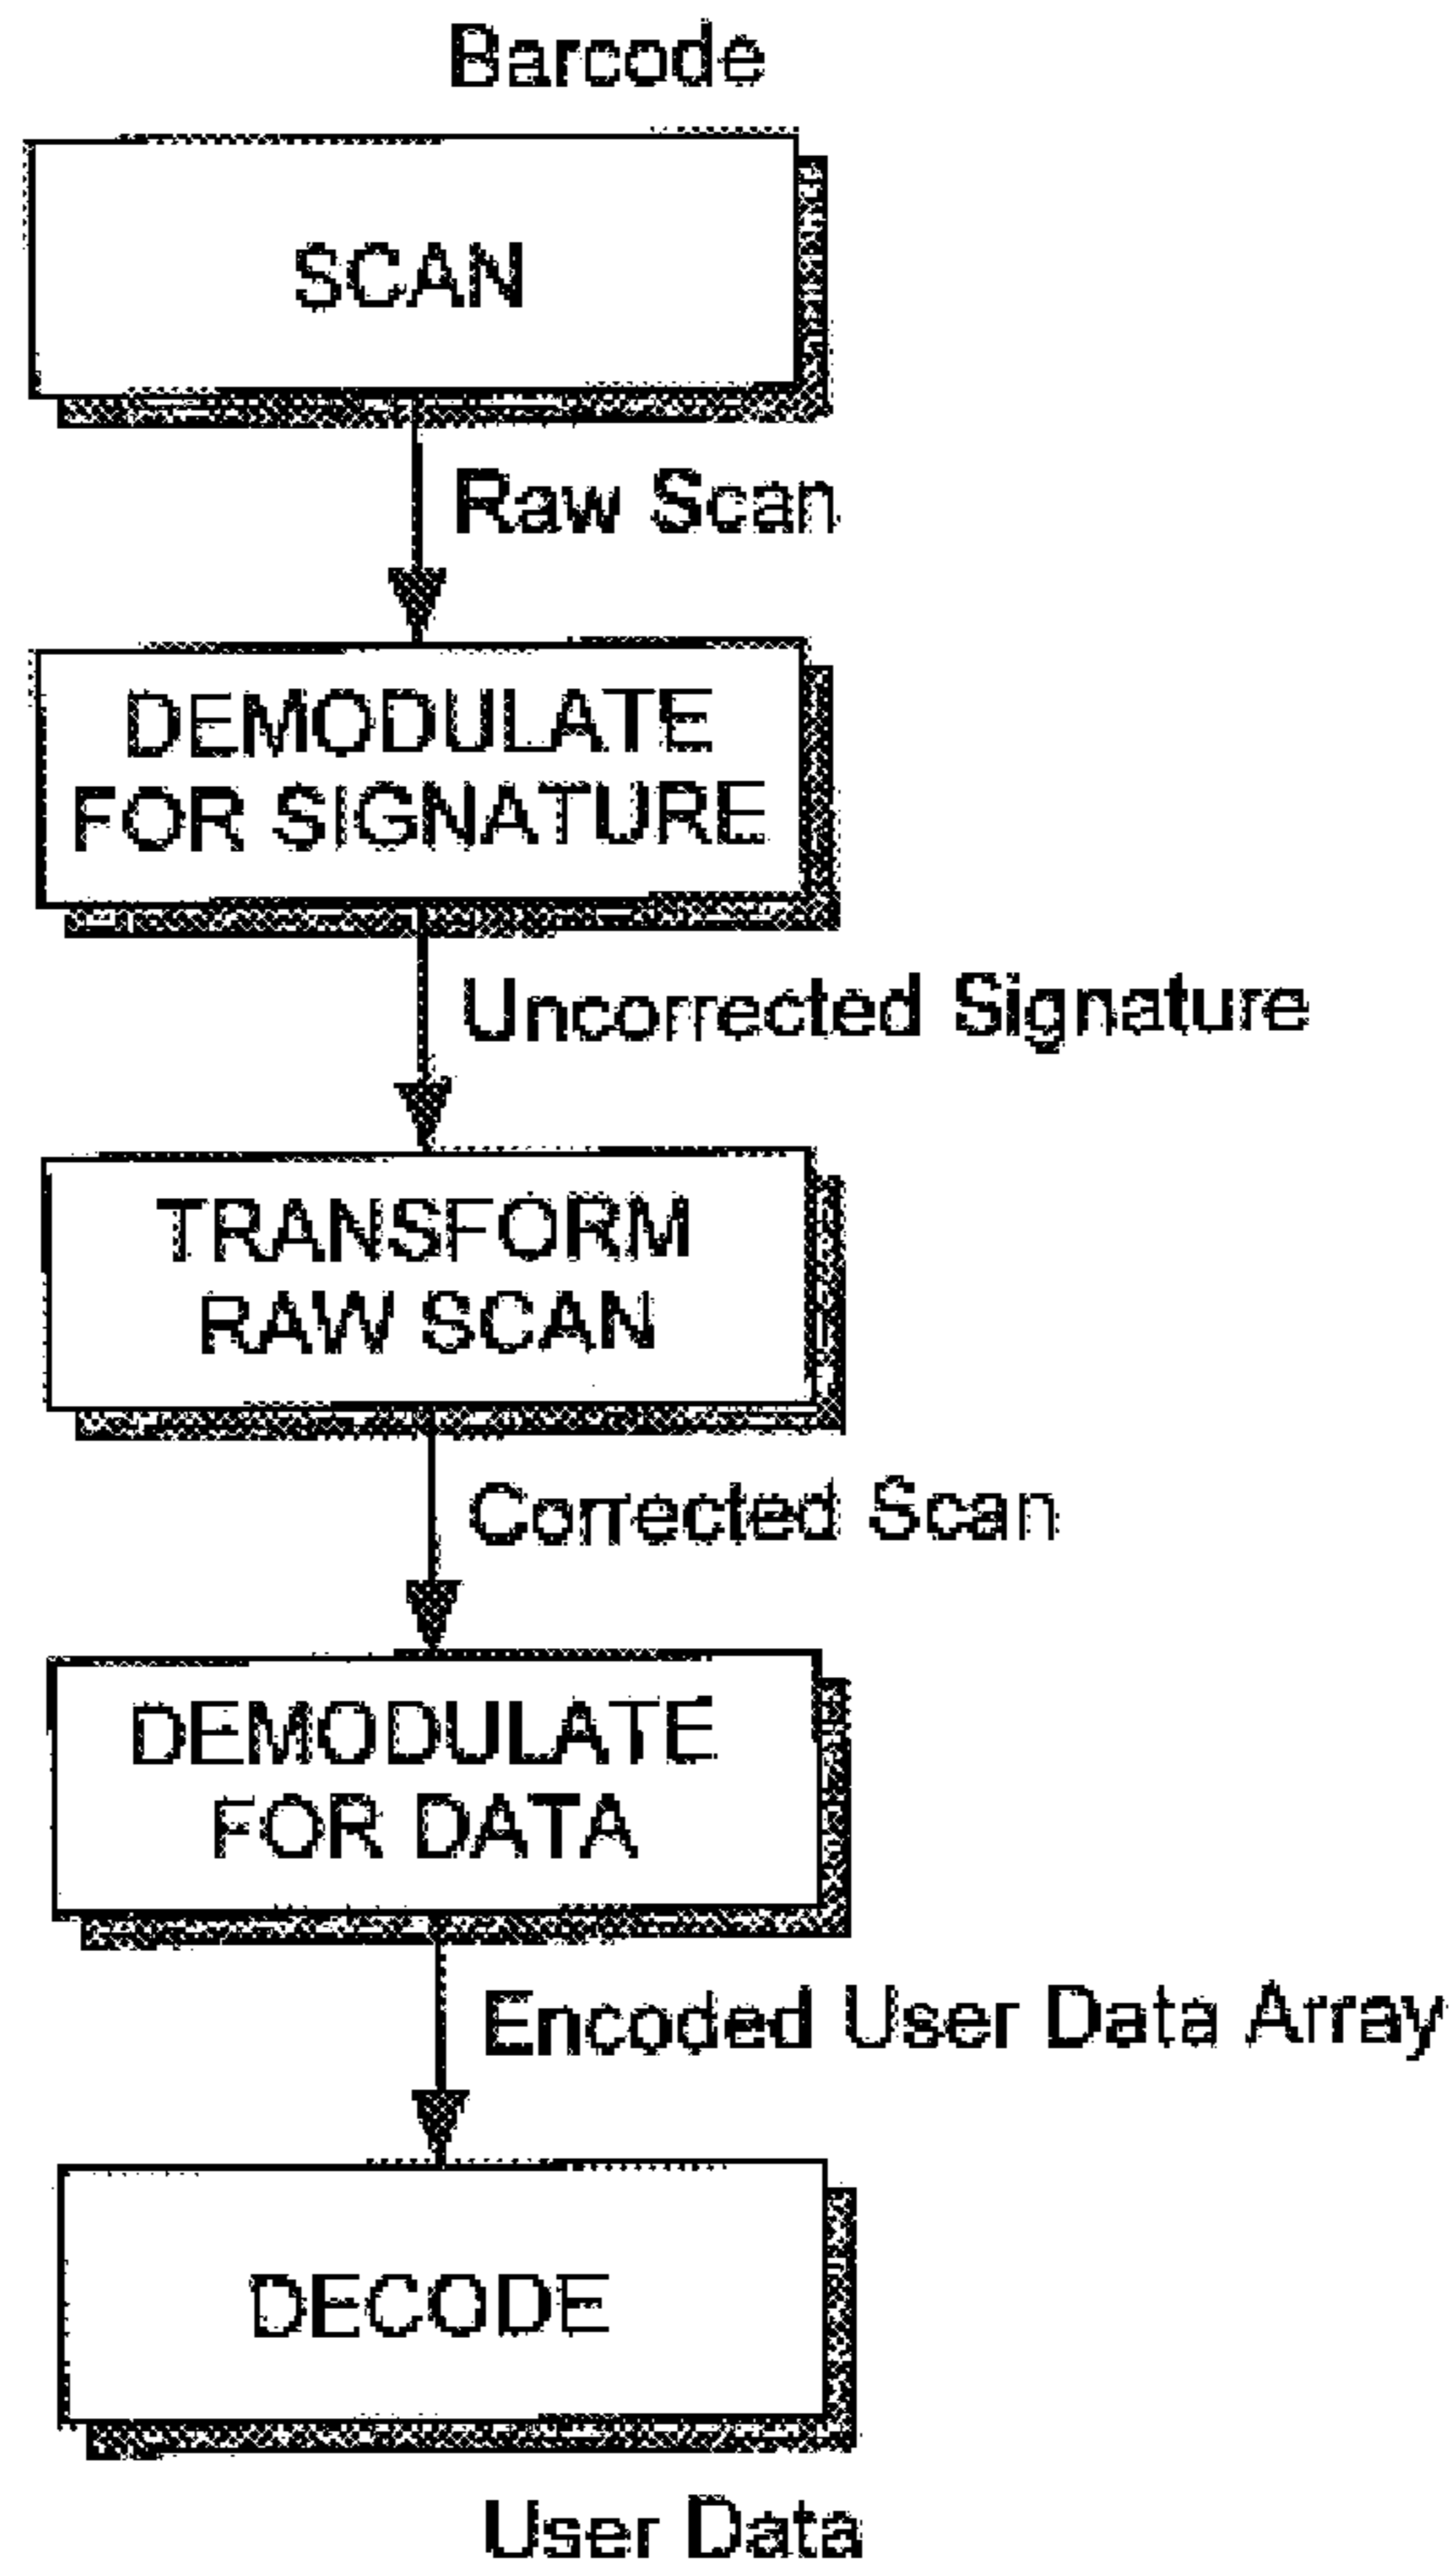 Barcode
SCAN
Raw Scan
DEMODULATE
FOR SIGNATURE
Uncorrected Signature
TRANSFORM
RAW SCAN
Corrected Scan
DEMODULATE
FOR DATA
Encoded User Data Array
DECODE
User Data